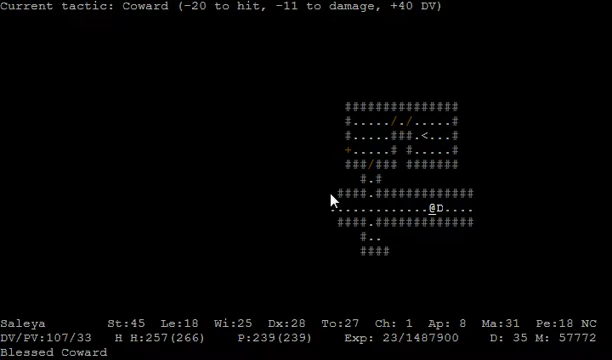 Current tactic: Coward (-20 to hit, -11 to damage, +40 DV)
###############
#...../../.....#
#.....###.<...#
+.....# #.....#
###/### #######
#.#
####.#############
............@D....
####.#############
#..
####
Saleya St:45 Le:18 Wi:25 Dx:28 To:27 Ch: 1 Ap: 8 Ma:31 Pe:18 NC
DV/PV:107/33 H H:257(266) P:239(239) Exp: 23/1487900 D: 35 M: 57772
Blessed Coward